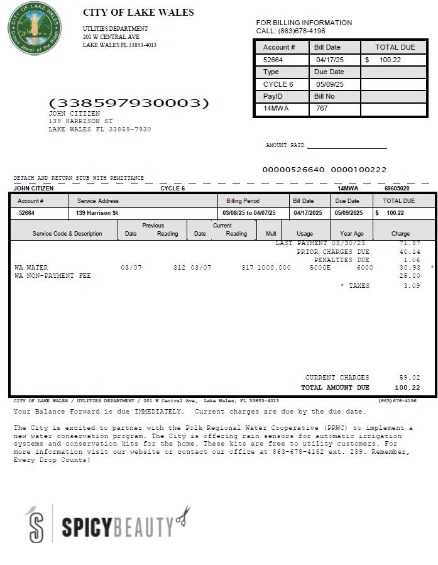 CITY OF LAKE WALES
UTILITIES DEPARTMENT
201 W CENTRAL AVE
LAKE WALES FL 33853-4013
FOR BILLING INFORMATION
CALL: (863)678-4196
Account # Bill Date TOTAL DUE
52664 04/17/25 $ 100.22
Type Due Date
CYCLE 6 05/09/25
PayID Bill No
14MWA 767
(338597930003)
JOHN CITIZEN
139 HARRISON ST
LAKE WALES FL 33859-7930
AMOUNT PAID
00000526640 0000100222
DETACH AND RETURN STUB WITH REMITTANCE
JOHN CITIZEN CYCLE 6 14MWA 69605020
Account # Service Address Billing Period Bill Date Due Date TOTAL DUE
52664 139 Harrison St 03/08/25 to 04/07/25 04/17/2025 05/09/2025 $ 100.22
Previous Current
Service Code & Description Date Reading Date Reading Mult Usage Year Ago Charge
LAST PAYMENT 03/30/25 71.87
PRIOR CHARGES DUE 40.14
PENALTIES DUE 1.06
WA WATER 03/07 312 03/07 317 1000.000 5000E 6000 30.93 *
WA NON-PAYMENT FEE 25.00
* TAXES 3.09
CURRENT CHARGES 59.02
TOTAL AMOUNT DUE 100.22
CITY OF LAKE WALES / UTILITIES DEPARTMENT / 201 W Central Ave, Lake Wales, FL 33853-4013 (863)678-4196
Your Balance Forward is due IMMEDIATELY. Current charges are due by the due date.
The City is excited to partner with the Polk Regional Water Cooperative (PRWC) to implement a
new water conservation program. The City is offering rain sensors for automatic irrigation
systems and conservation kits for the home. These kits are free to utility customers. For
more information visit our website or contact our office at 863-678-4182 ext. 289. Remember,
Every Drop Counts!
SPICYBEAUTY